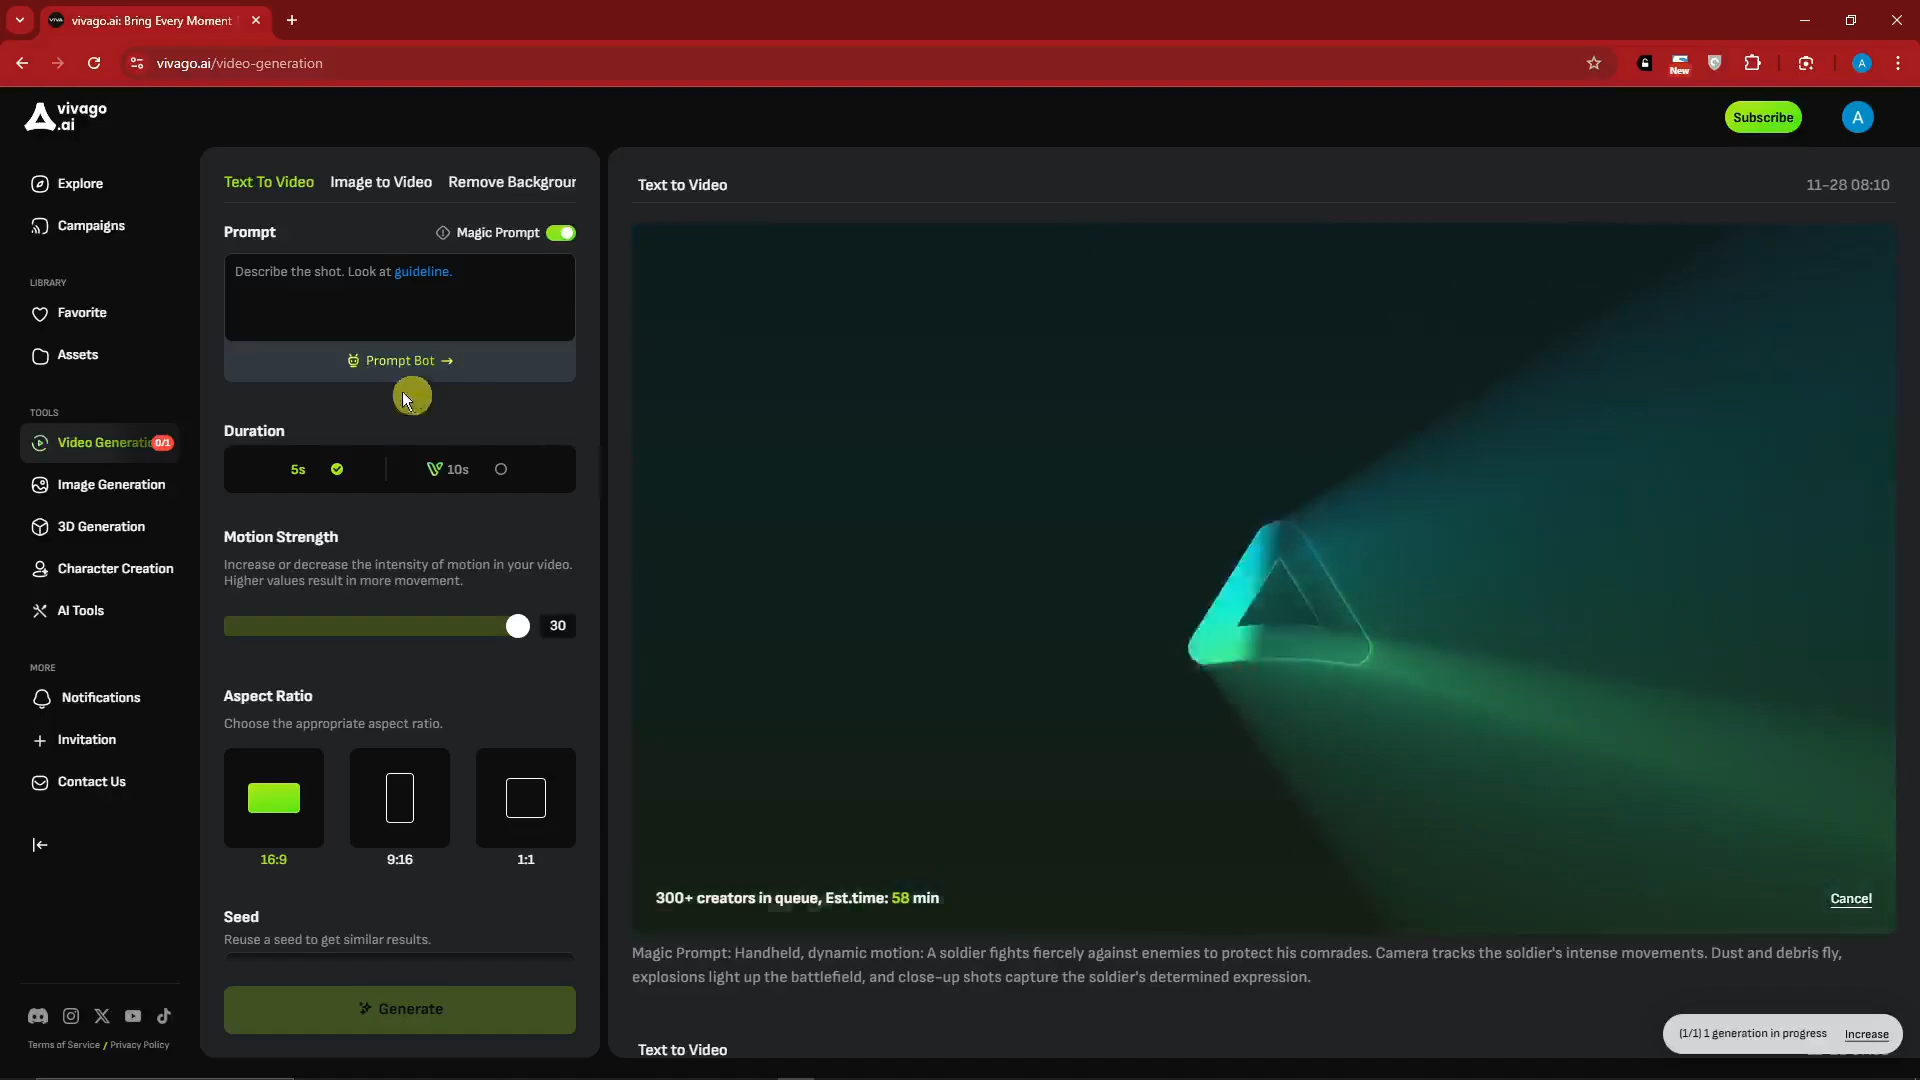 vivago.ai: Bring Every Moment
vivago.ai/video-generation
New
A
vivago
.ai
Subscribe
A
Explore
Campaigns
LIBRARY
Favorite
Assets
TOOLS
Video Generatio
0/1
Image Generation
3D Generation
Character Creation
AI Tools
MORE
Notifications
Invitation
Contact Us
Terms of Service / Privacy Policy
Text To Video
Image to Video
Remove Backgroun
Prompt
Magic Prompt
Describe the shot. Look at guideline.
Prompt Bot →
Duration
5s
10s
Motion Strength
Increase or decrease the intensity of motion in your video.
Higher values result in more movement.
30
Aspect Ratio
Choose the appropriate aspect ratio.
16:9
9:16
1:1
Seed
Reuse a seed to get similar results.
Generate
Text to Video
11-28 08:10
300+ creators in queue, Est.time: 58 min
Cancel
Magic Prompt: Handheld, dynamic motion: A soldier fights fiercely against enemies to protect his comrades. Camera tracks the soldier's intense movements. Dust and debris fly,
explosions light up the battlefield, and close-up shots capture the soldier's determined expression.
Text to Video
(1/1) 1 generation in progress
Increase